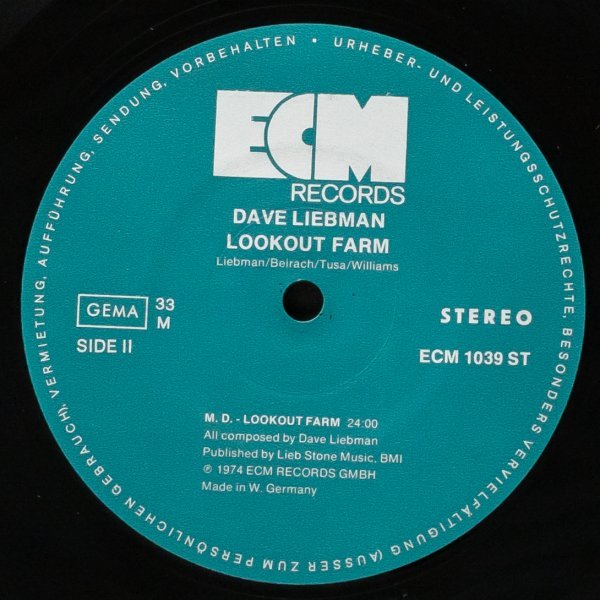 URHEBER- UND LEISTUNGSSCHUTZRECHTE, BESONDERS VERVIELFÄLTIGUNG (AUSSER ZUM PERSÖNLICHEN GEBRAUCH), VERMIETUNG, AUFFÜHRUNG, SENDUNG, VORBEHALTEN •
ECM
RECORDS
DAVE LIEBMAN
LOOKOUT FARM
Liebman/Beirach/Tusa/Williams
GEMA 33
M
STEREO
SIDE II
ECM 1039 ST
M. D. - LOOKOUT FARM 24:00
All composed by Dave Liebman
Published by Lieb Stone Music, BMI
℗ 1974 ECM RECORDS GMBH
Made in W. Germany